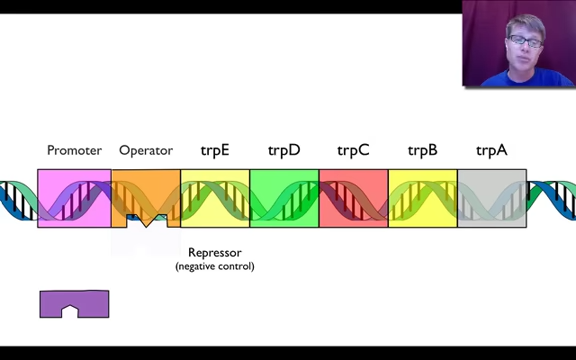 Promoter Operator trpE trpD trpC trpB trpA
Repressor
(negative control)